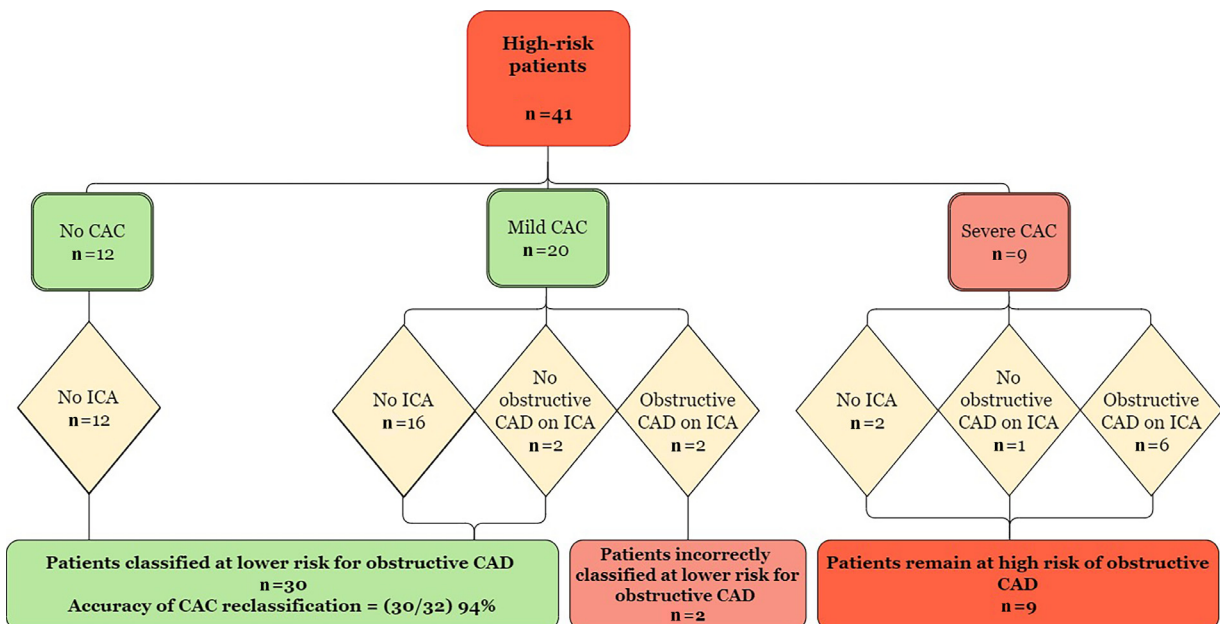 High-risk
patients
n=41
No CAC
n=12
Mild CAC
n=20
Severe CAC
n=9
No ICA
n=12
No ICA
n=16
No
obstructive
CAD on ICA
n=2
Obstructive
CAD on ICA
n=2
No ICA
n=2
No
obstructive
CAD on ICA
n=1
Obstructive
CAD on ICA
n=6
Patients classified at lower risk for obstructive CAD
n=30
Accuracy of CAC reclassification = (30/32) 94%
Patients incorrectly
classified at lower risk for
obstructive CAD
n=2
Patients remain at high risk of obstructive
CAD
n=9